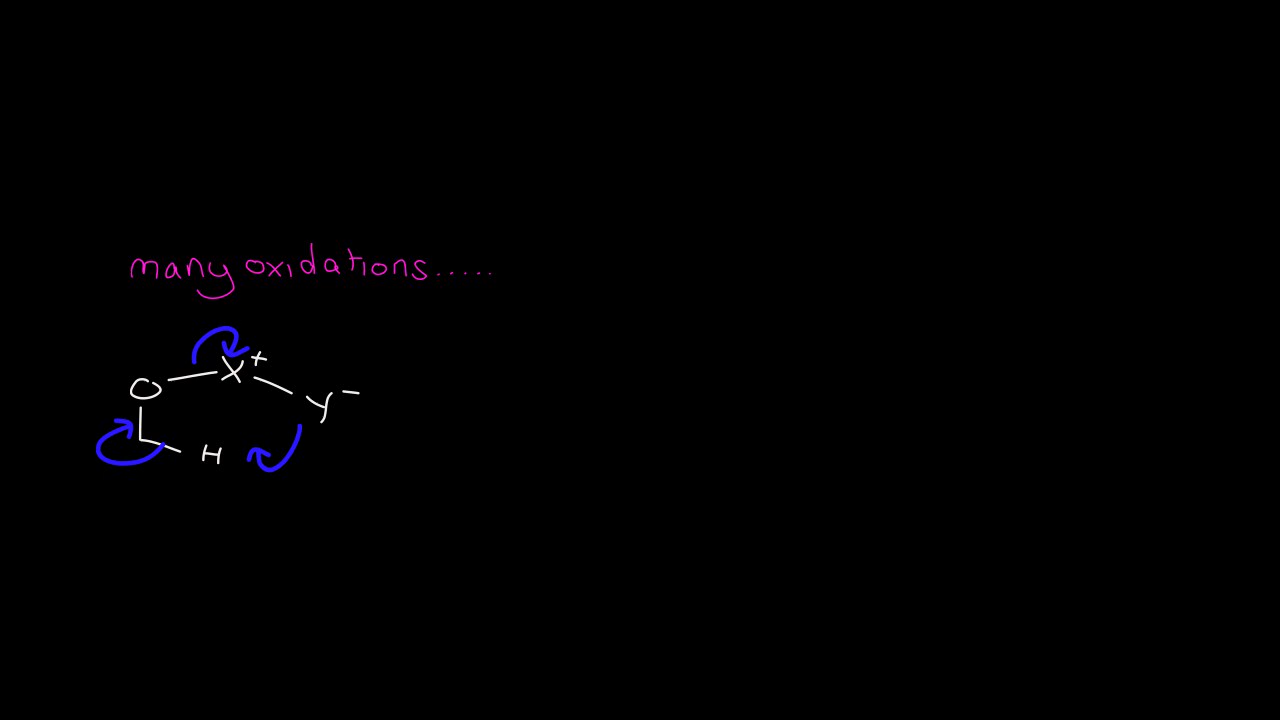 many oxidations.....
O X+
Y−
H